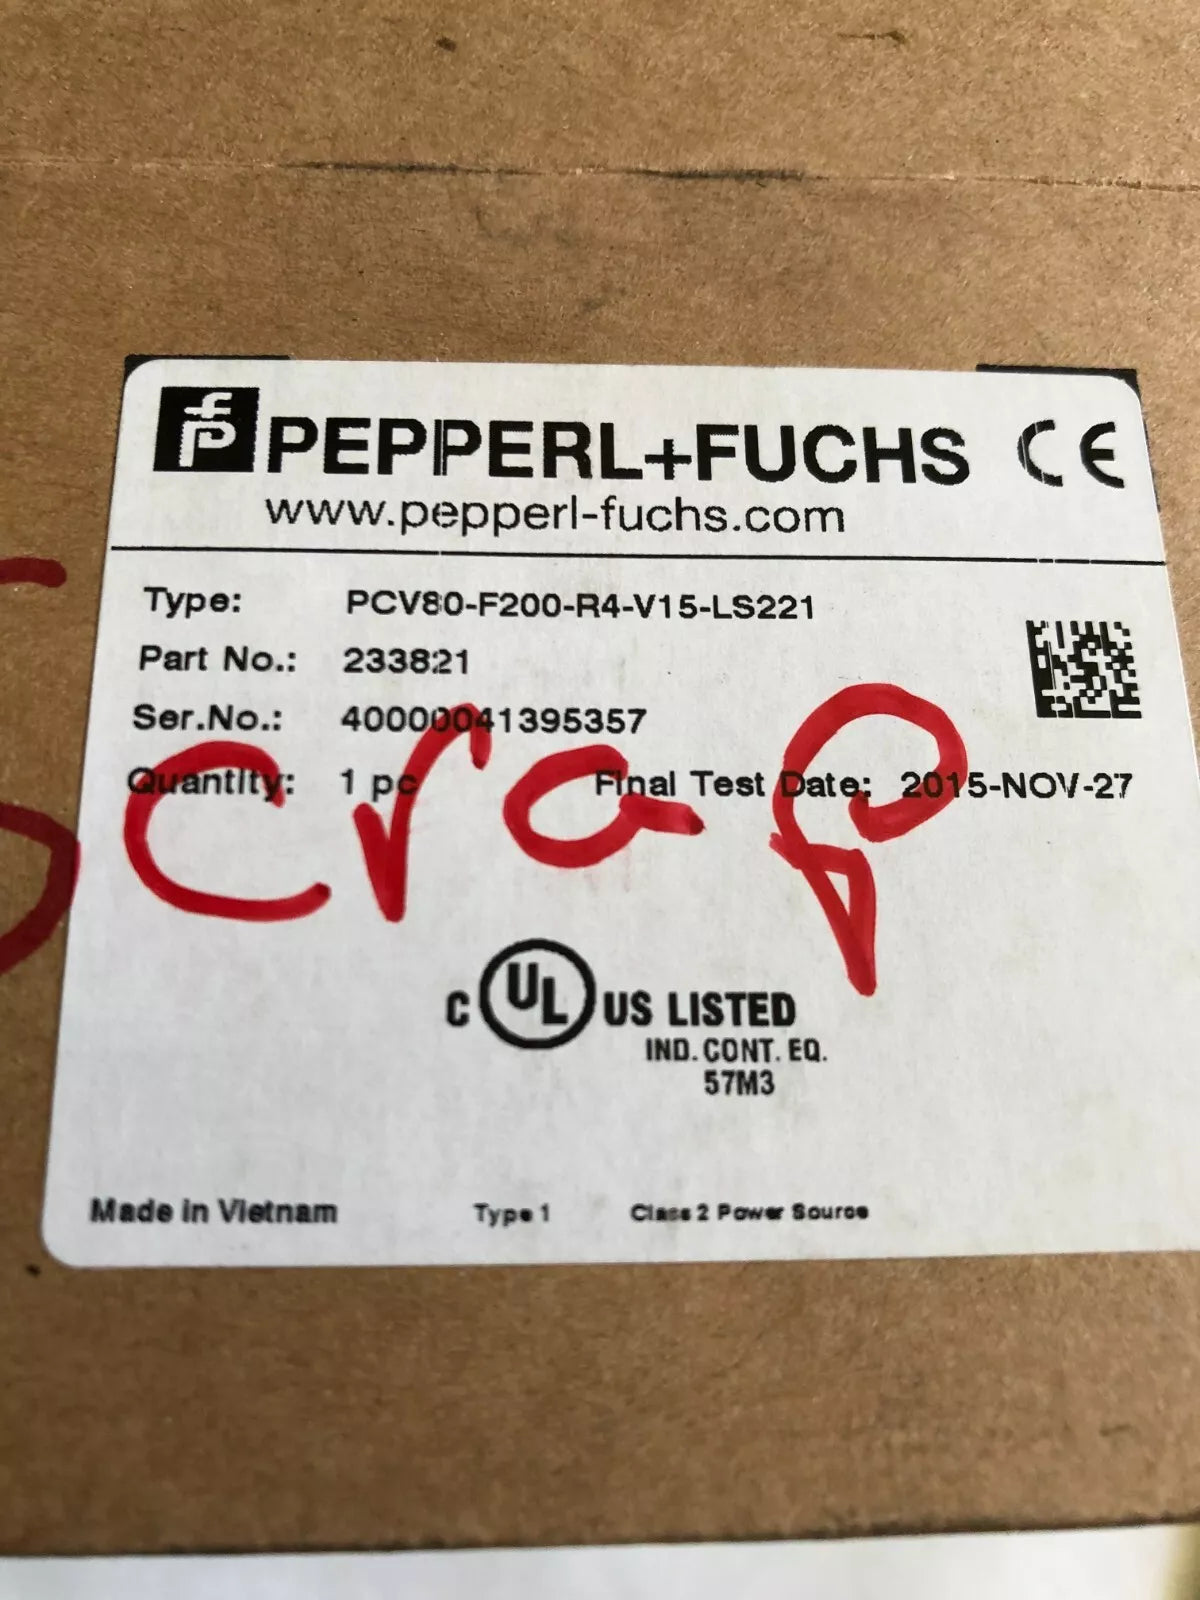 fp PEPPERL+FUCHS CE
www.pepperl-fuchs.com
Type: PCV80-F200-R4-V15-LS221
Part No.: 233821
Ser.No.: 40000041395357
Quantity: 1 pc Final Test Date: 2015-NOV-27
Scrap
C UL US LISTED
IND. CONT. EQ.
57M3
Made in Vietnam Type 1 Class 2 Power Source